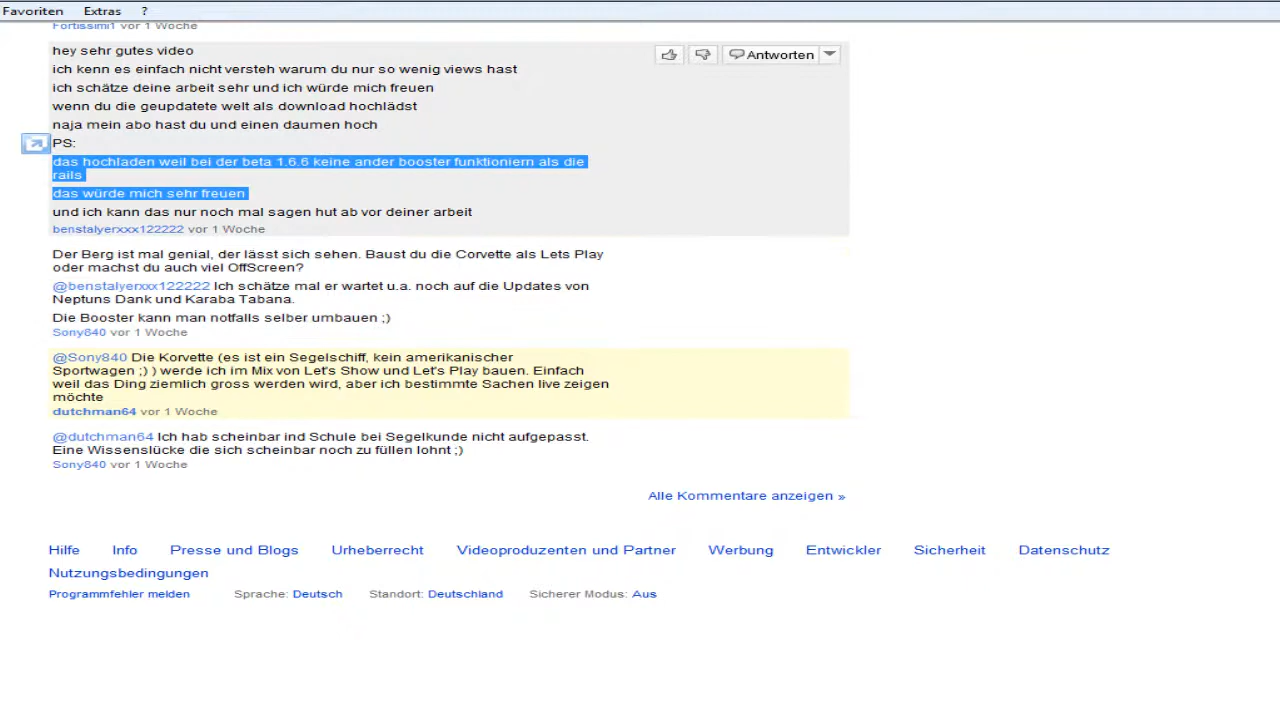 Favoriten Extras ?
Fortissimi1 vor 1 Woche
hey sehr gutes video
Antworten
ich kenn es einfach nicht versteh warum du nur so wenig views hast
ich schätze deine arbeit sehr und ich würde mich freuen
wenn du die geupdatete welt als download hochlädst
naja mein abo hast du und einen daumen hoch
PS:
das hochladen weil bei der beta 1.6.6 keine ander booster funktioniern als die
rails
das würde mich sehr freuen
und ich kann das nur noch mal sagen hut ab vor deiner arbeit
benstalyerxxx122222 vor 1 Woche
Der Berg ist mal genial, der lässt sich sehen. Baust du die Corvette als Lets Play
oder machst du auch viel OffScreen?
@benstalyerxxx122222 Ich schätze mal er wartet u.a. noch auf die Updates von
Neptuns Dank und Karaba Tabana.
Die Booster kann man notfalls selber umbauen ;)
Sony840 vor 1 Woche
@Sony840 Die Korvette (es ist ein Segelschiff, kein amerikanischer
Sportwagen ;) ) werde ich im Mix von Let's Show und Let's Play bauen. Einfach
weil das Ding ziemlich gross werden wird, aber ich bestimmte Sachen live zeigen
möchte
dutchman64 vor 1 Woche
@dutchman64 Ich hab scheinbar ind Schule bei Segelkunde nicht aufgepasst.
Eine Wissenslücke die sich scheinbar noch zu füllen lohnt ;)
Sony840 vor 1 Woche
Alle Kommentare anzeigen »
Hilfe Info Presse und Blogs Urheberrecht Videoproduzenten und Partner Werbung Entwickler Sicherheit Datenschutz
Nutzungsbedingungen
Programmfehler melden Sprache: Deutsch Standort: Deutschland Sicherer Modus: Aus